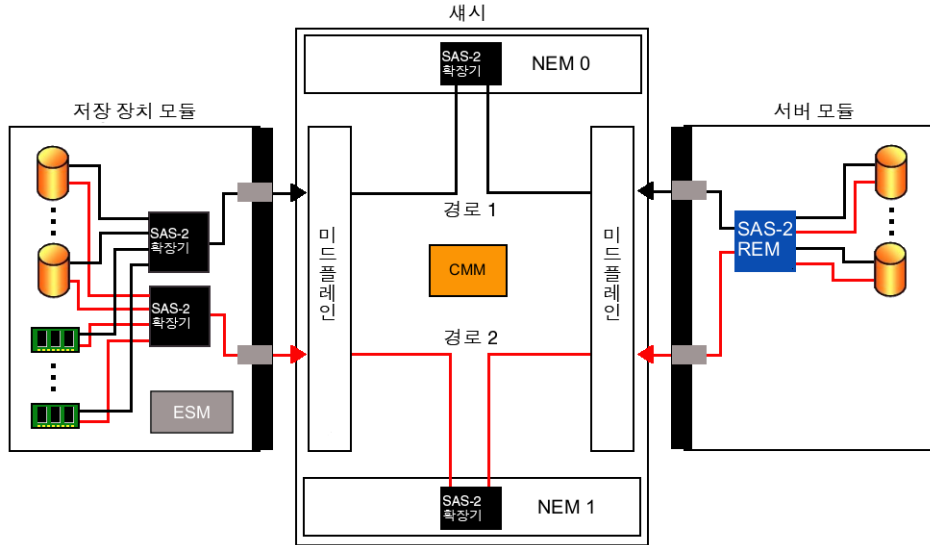 섀시
SAS-2
확장기
NEM 0
저장 장치 모듈
서버 모듈
경로 1
SAS-2
확장기
SAS-2
REM
미드플레인
CMM
미드플레인
SAS-2
확장기
경로 2
ESM
SAS-2
확장기
NEM 1